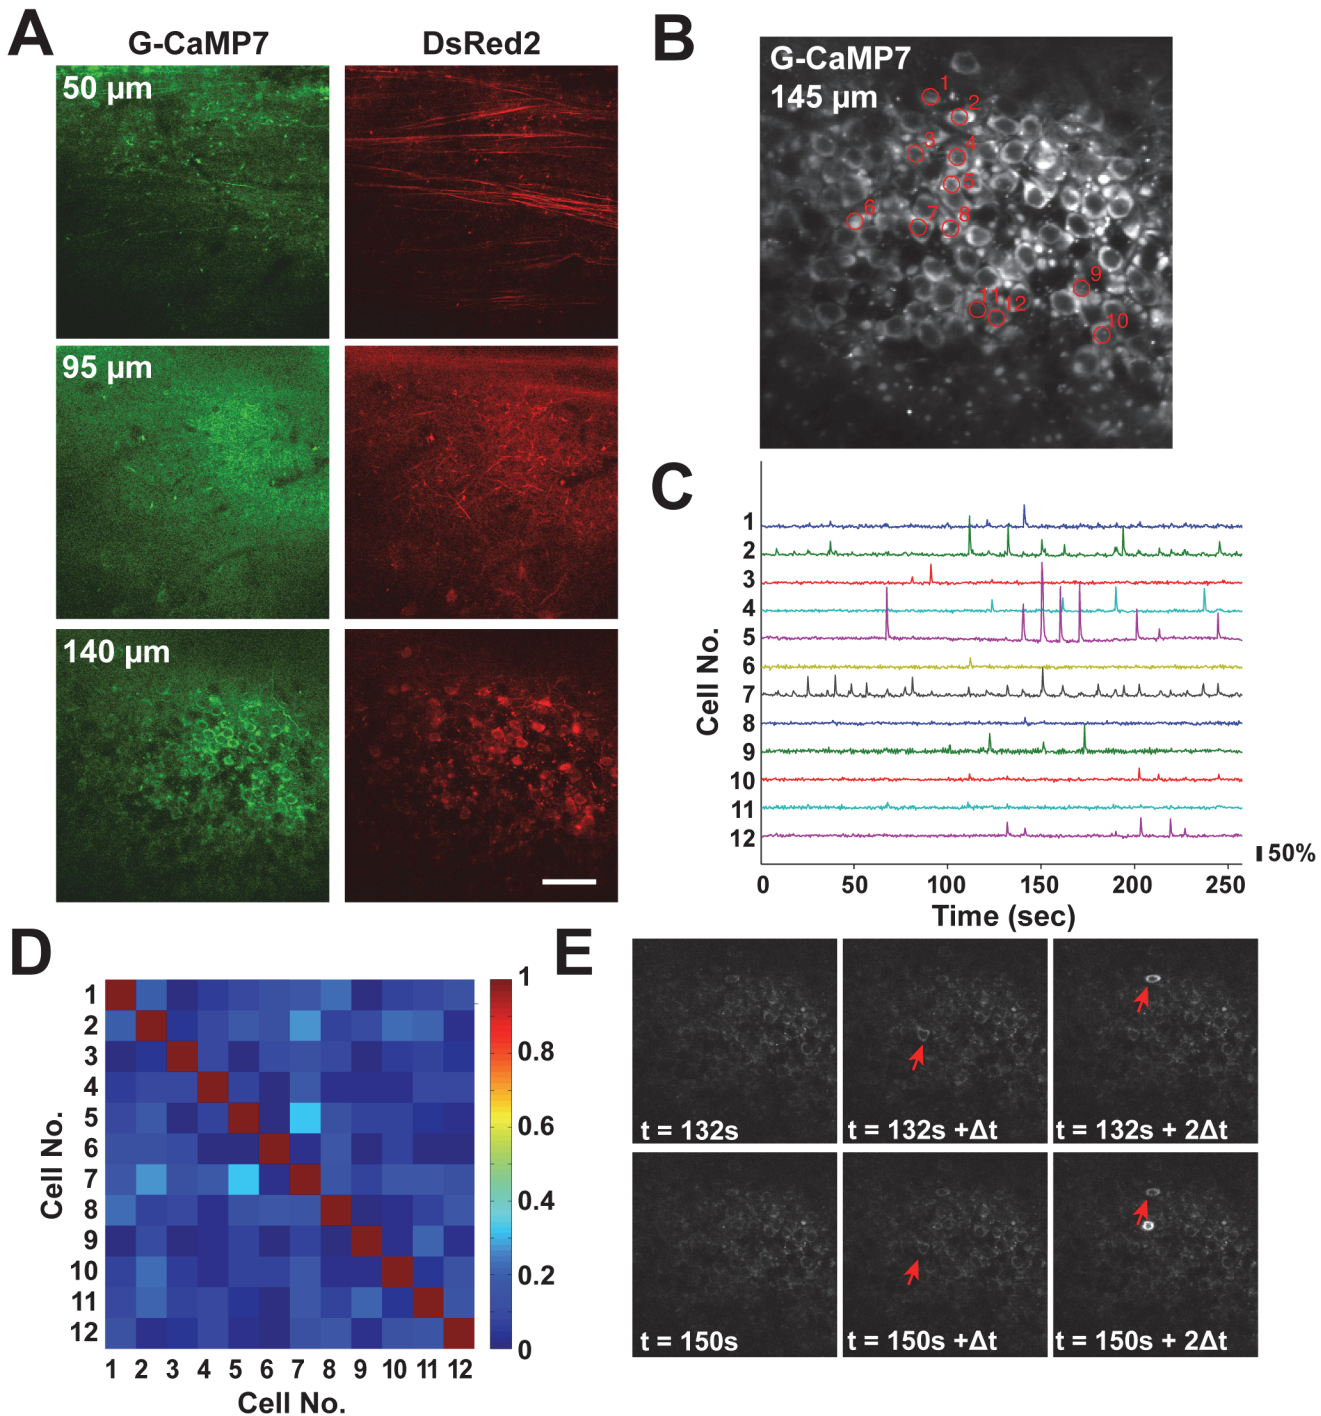 A
G-CaMP7
DsRed2
50 µm
95 µm
140 µm
B
G-CaMP7
145 µm
1
2
3
4
5
6
7
8
9
10
11
12
C
Cell No.
1
2
3
4
5
6
7
8
9
10
11
12
50%
0 50 100 150 200 250
Time (sec)
D
Cell No.
1
2
3
4
5
6
7
8
9
10
11
12
1 2 3 4 5 6 7 8 9 10 11 12
Cell No.
1
0.8
0.6
0.4
0.2
0
E
t = 132s
t = 132s +Δt
t = 132s + 2Δt
t = 150s
t = 150s +Δt
t = 150s + 2Δt